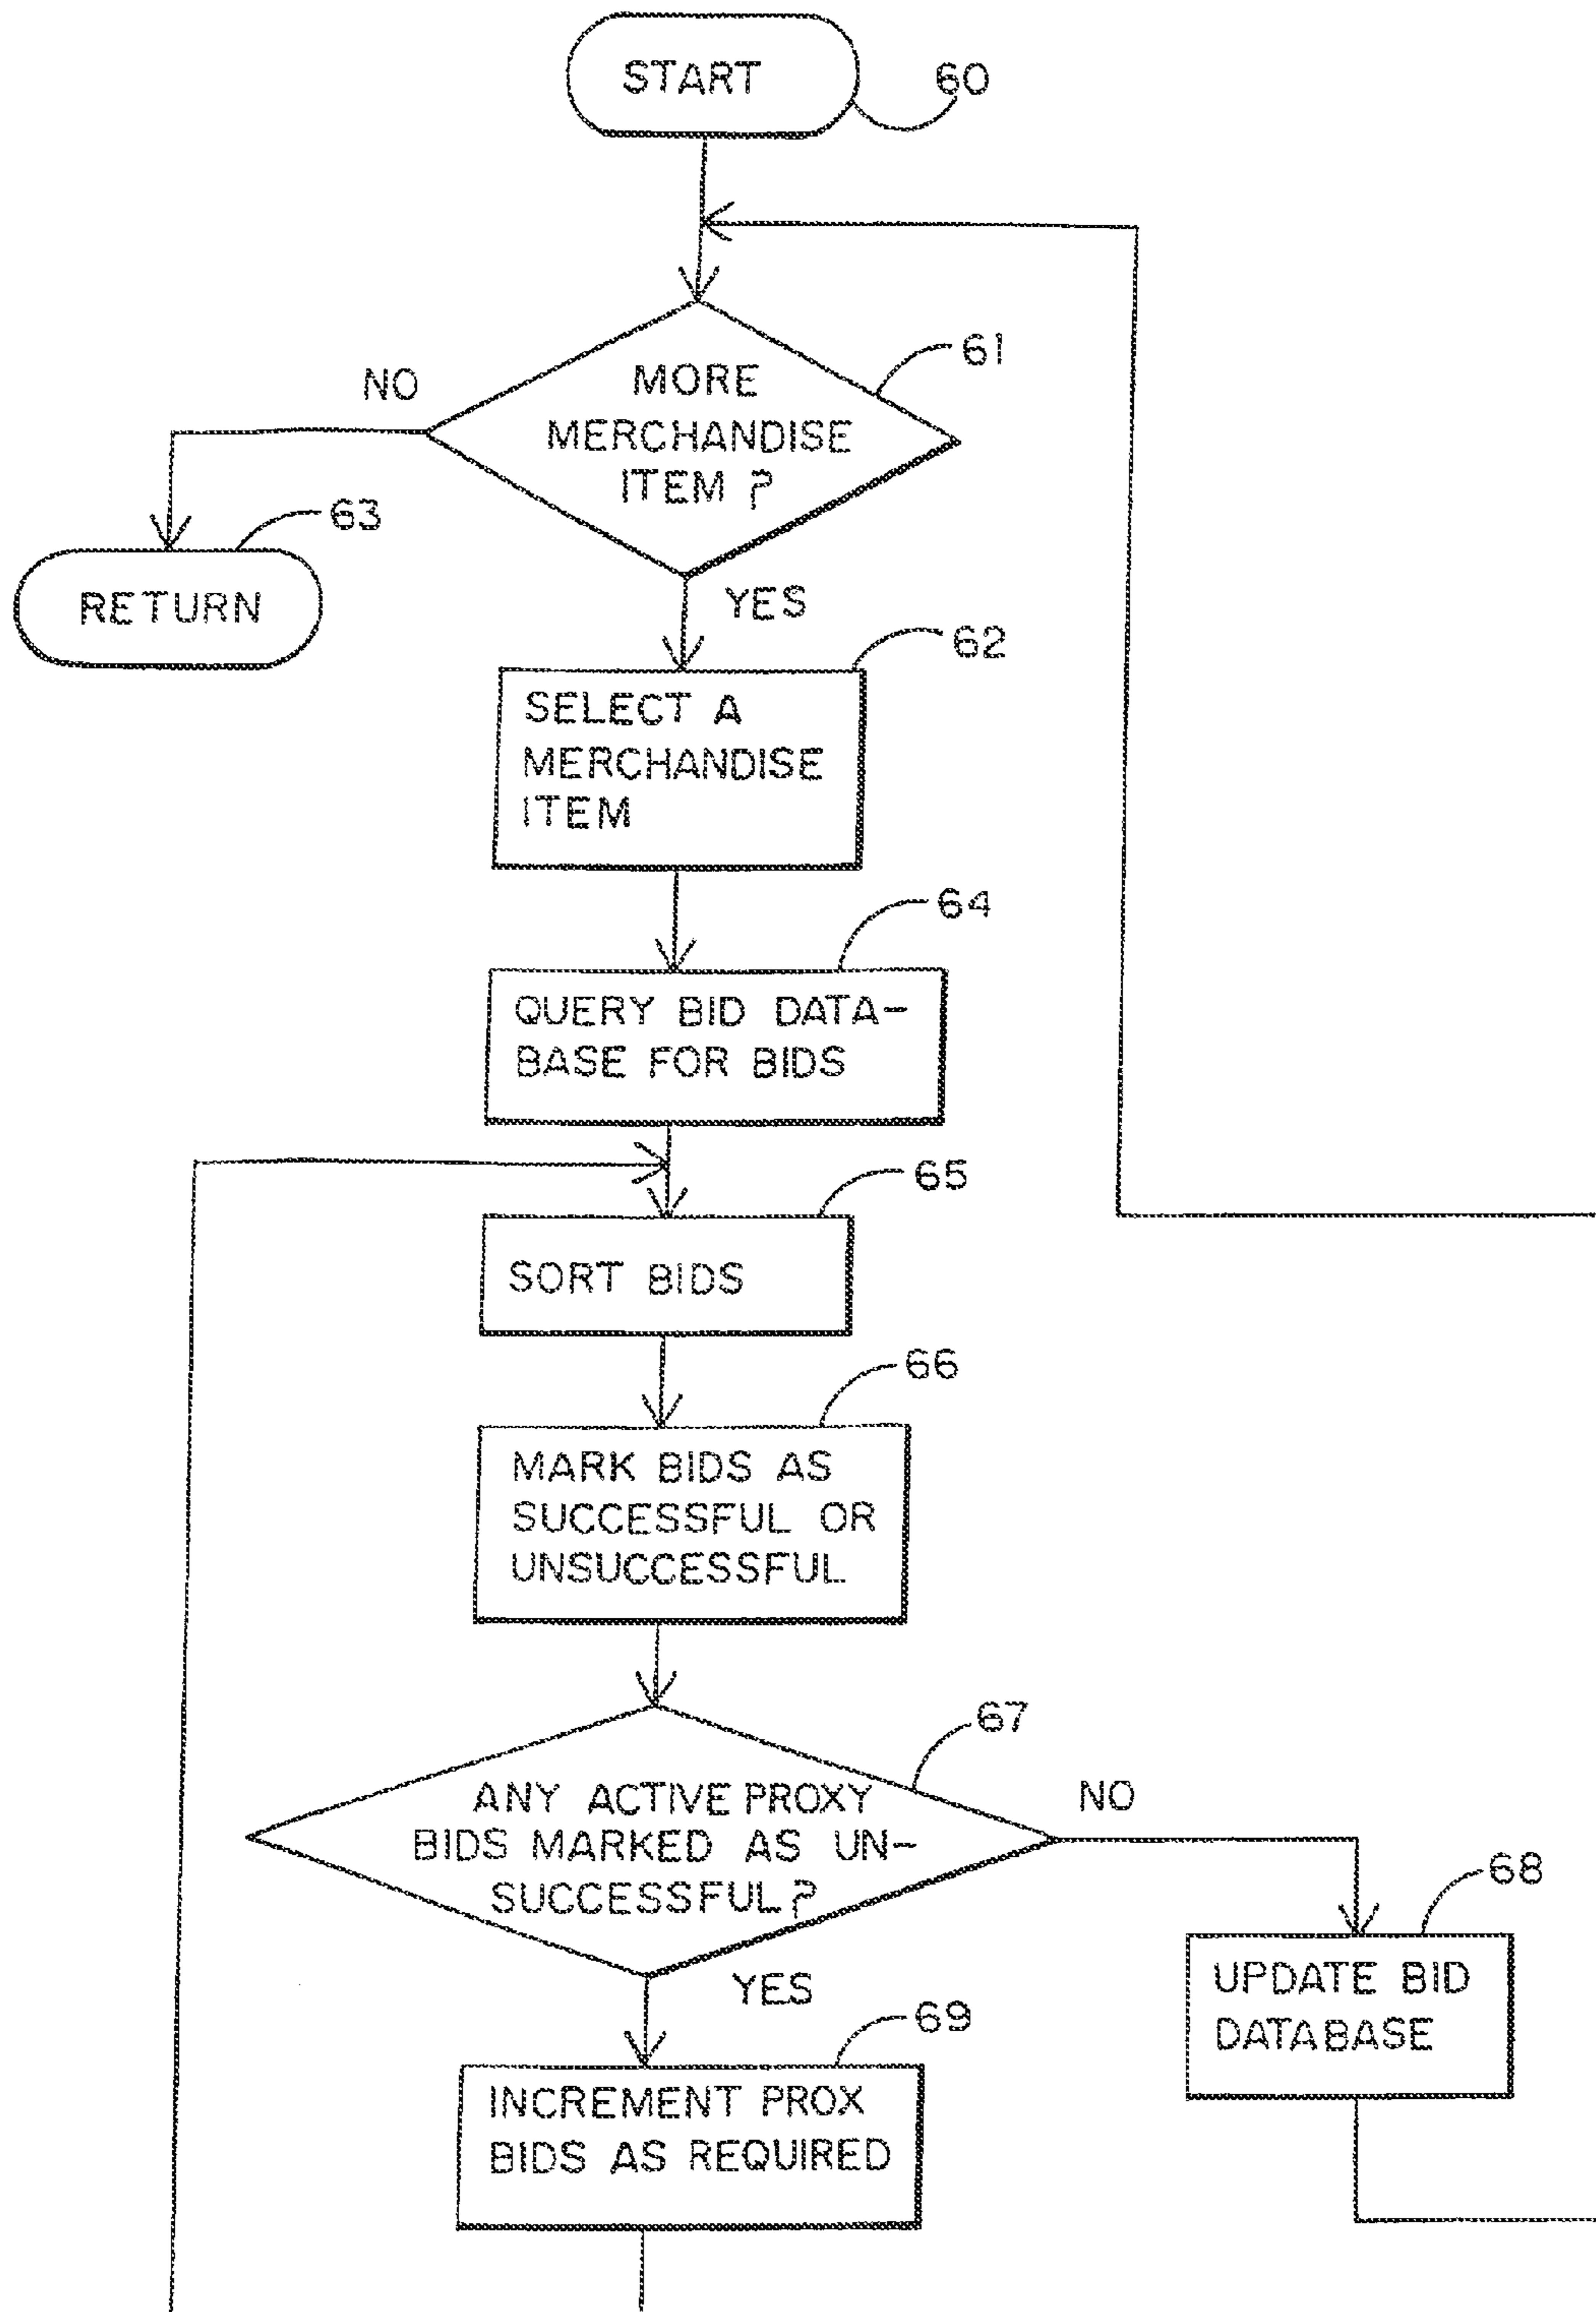 START
60
61
NO
MORE
MERCHANDISE
ITEM ?
63
RETURN
YES
62
SELECT A
MERCHANDISE
ITEM
64
QUERY BID DATA-
BASE FOR BIDS
65
SORT BIDS
66
MARK BIDS AS
SUCCESSFUL OR
UNSUCCESSFUL
67
ANY ACTIVE PROXY
BIDS MARKED AS UN-
SUCCESSFUL?
NO
68
UPDATE BID
DATABASE
YES
69
INCREMENT PROX
BIDS AS REQUIRED